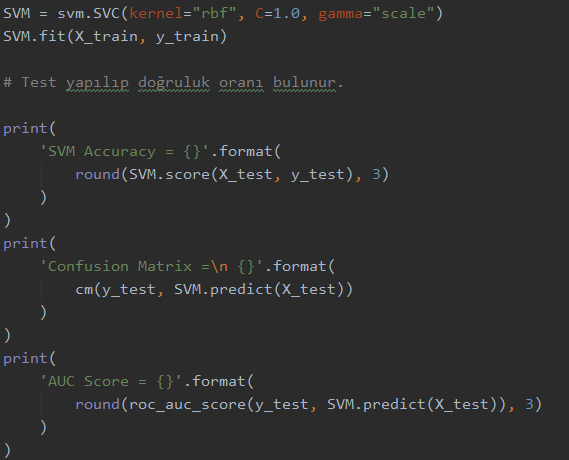 SVM = svm.SVC(kernel="rbf", C=1.0, gamma="scale")
SVM.fit(X_train, y_train)
# Test yapılıp doğruluk oranı bulunur.
print(
'SVM Accuracy = {}'.format(
round(SVM.score(X_test, y_test), 3)
)
)
print(
'Confusion Matrix =\n {}'.format(
cm(y_test, SVM.predict(X_test))
)
)
print(
'AUC Score = {}'.format(
round(roc_auc_score(y_test, SVM.predict(X_test)), 3)
)
)